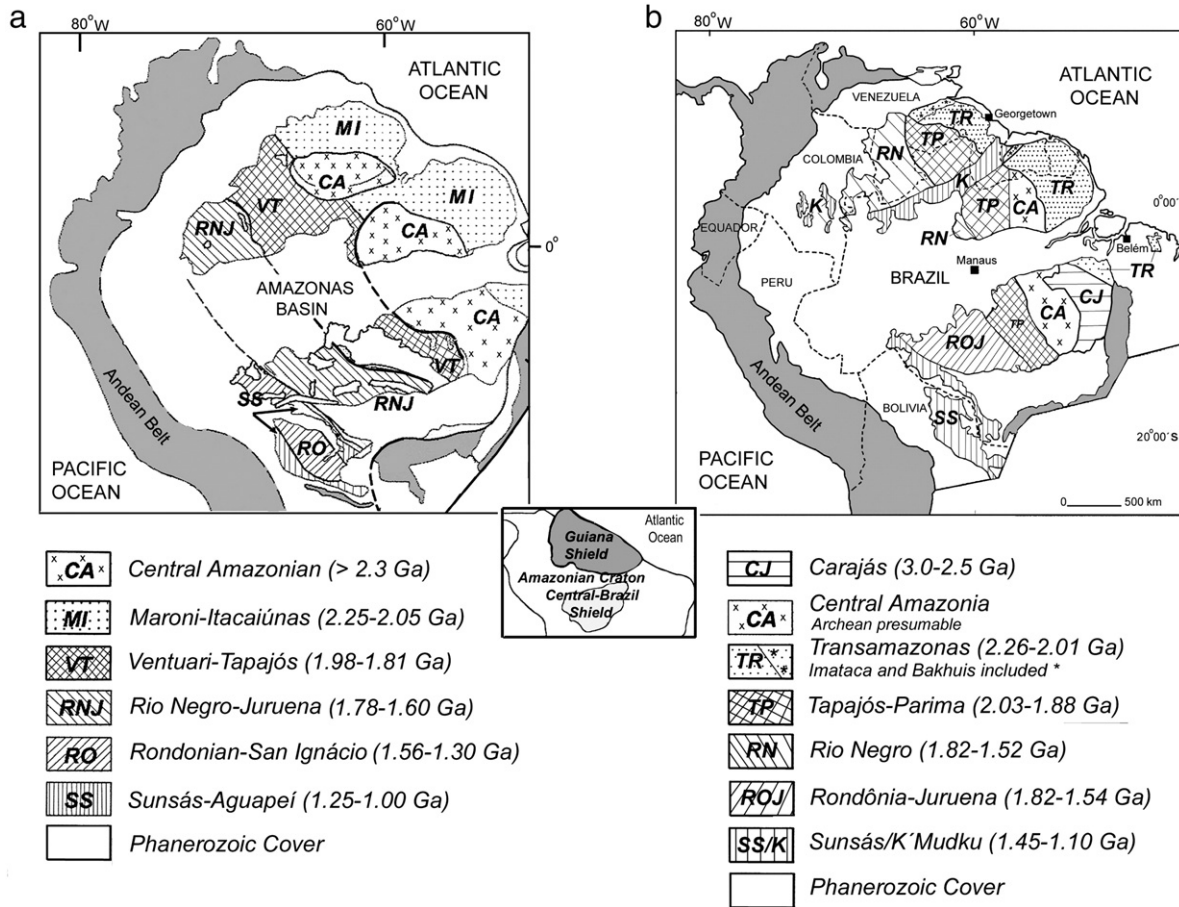 a
80°W
60°W
ATLANTIC
OCEAN
MI
CA
MI
VT
RNJ
CA
0°
AMAZONAS
BASIN
CA
VT
SS
RNJ
RO
Andean Belt
PACIFIC
OCEAN
b
80°W
60°W
ATLANTIC
OCEAN
VENEZUELA
TR
Georgetown
TP
RN
COLOMBIA
K
TR
K
TP
CA
0°00′
EQUADOR
RN
Belém
Manaus
TR
PERU
BRAZIL
CJ
CA
TP
ROJ
BOLIVIA
SS
Andean Belt
20°00′S
PACIFIC
OCEAN
0 500 km
Atlantic
Ocean
Guiana
Shield
Amazonian Craton
Central-Brazil
Shield
CA Central Amazonian (> 2.3 Ga)
MI Maroni-Itacaiúnas (2.25-2.05 Ga)
VT Ventuari-Tapajós (1.98-1.81 Ga)
RNJ Rio Negro-Juruena (1.78-1.60 Ga)
RO Rondonian-San Ignácio (1.56-1.30 Ga)
SS Sunsás-Aguapeí (1.25-1.00 Ga)
Phanerozoic Cover
CJ Carajás (3.0-2.5 Ga)
CA Central Amazonia
Archean presumable
TR * * Transamazonas (2.26-2.01 Ga)
Imataca and Bakhuis included *
TP Tapajós-Parima (2.03-1.88 Ga)
RN Rio Negro (1.82-1.52 Ga)
ROJ Rondônia-Juruena (1.82-1.54 Ga)
SS/K Sunsás/K´Mudku (1.45-1.10 Ga)
Phanerozoic Cover